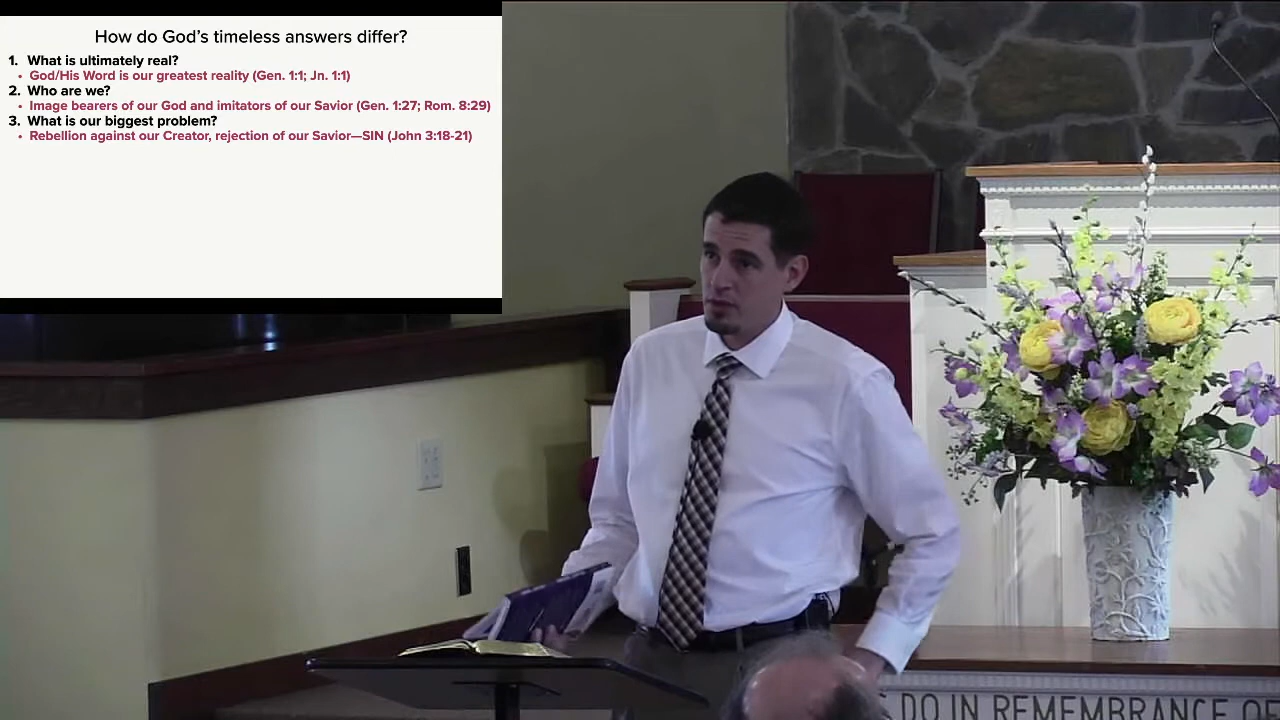 How do God's timeless answers differ?
1. What is ultimately real?
• God/His Word is our greatest reality (Gen. 1:1; Jn. 1:1)
2. Who are we?
• Image bearers of our God and imitators of our Savior (Gen. 1:27; Rom. 8:29)
3. What is our biggest problem?
• Rebellion against our Creator, rejection of our Savior—SIN (John 3:18-21)
DO IN REMEMBRANCE OF